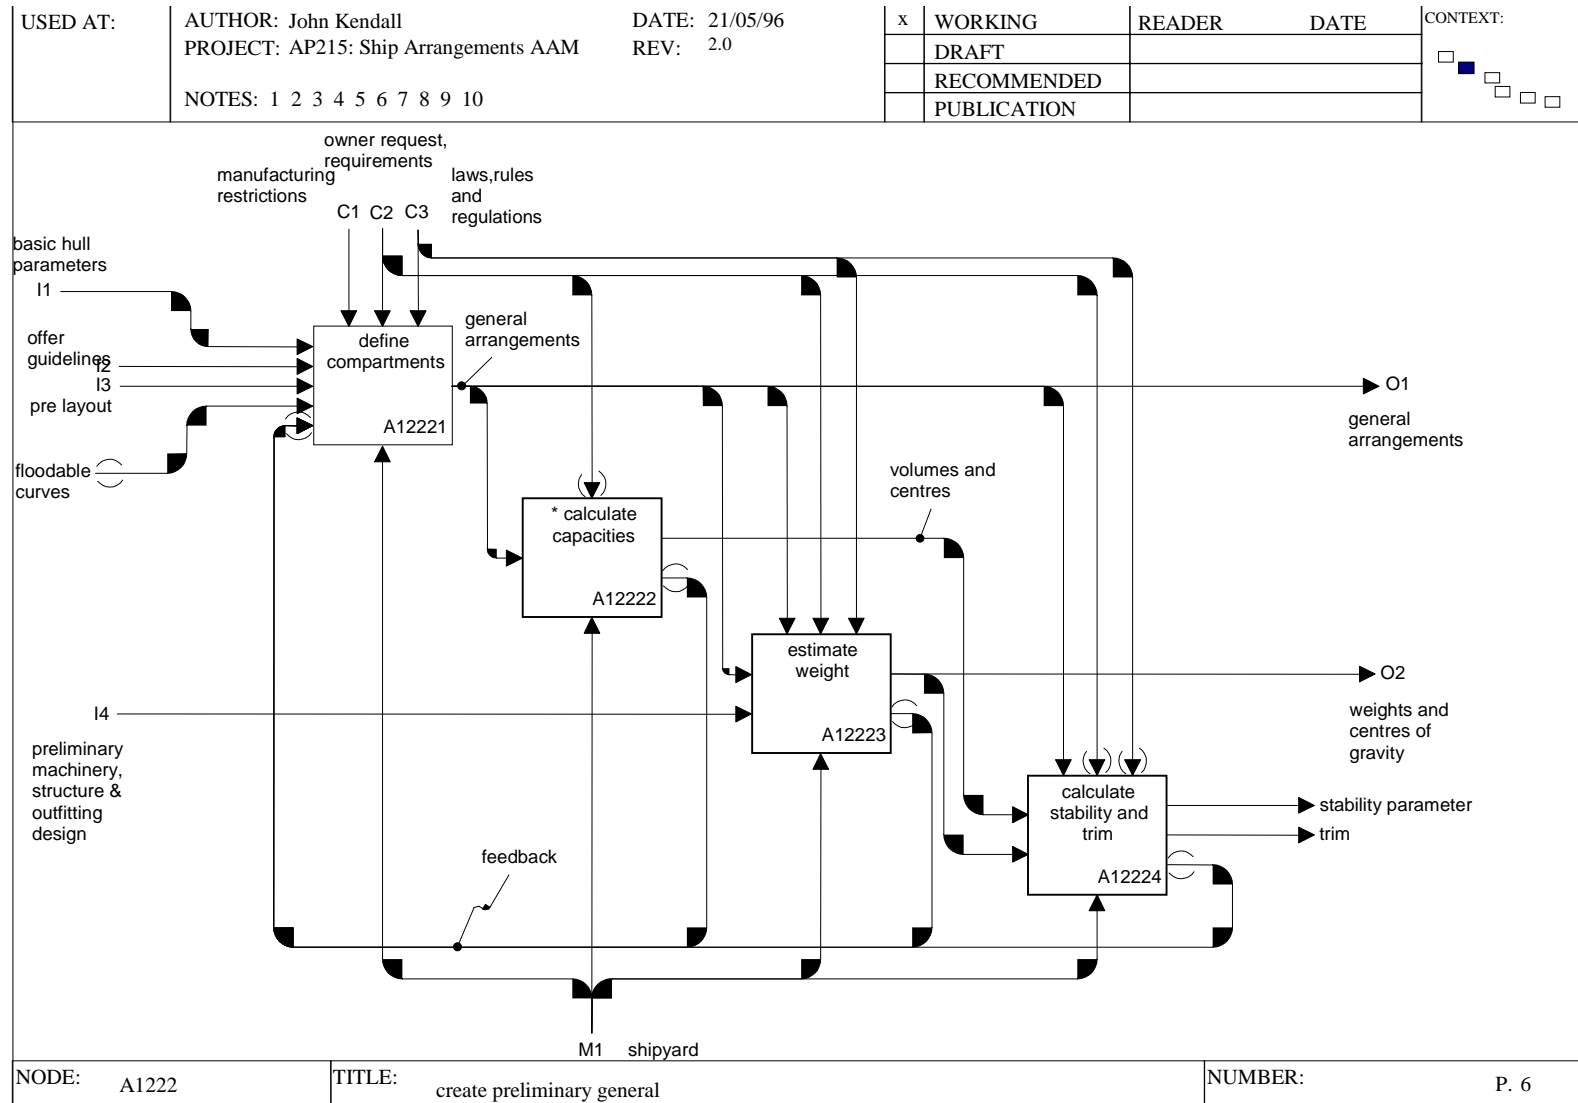 USED AT:
AUTHOR: John Kendall
DATE: 21/05/96
PROJECT: AP215: Ship Arrangements AAM
REV: 2.0
NOTES: 1 2 3 4 5 6 7 8 9 10
x WORKING
DRAFT
RECOMMENDED
PUBLICATION
READER DATE
CONTEXT:
owner request,
requirements
manufacturing
restrictions
laws,rules
and
regulations
C1 C2 C3
basic hull
parameters
I1
offer
guidelines
I2
I3
pre layout
floodable
curves
define
compartments
A12221
general
arrangements
O1
general
arrangements
* calculate
capacities
A12222
volumes and
centres
estimate
weight
A12223
O2
weights and
centres of
gravity
I4
preliminary
machinery,
structure &
outfitting
design
calculate
stability and
trim
A12224
stability parameter
trim
feedback
M1 shipyard
NODE: A1222
TITLE: create preliminary general
NUMBER: P. 6